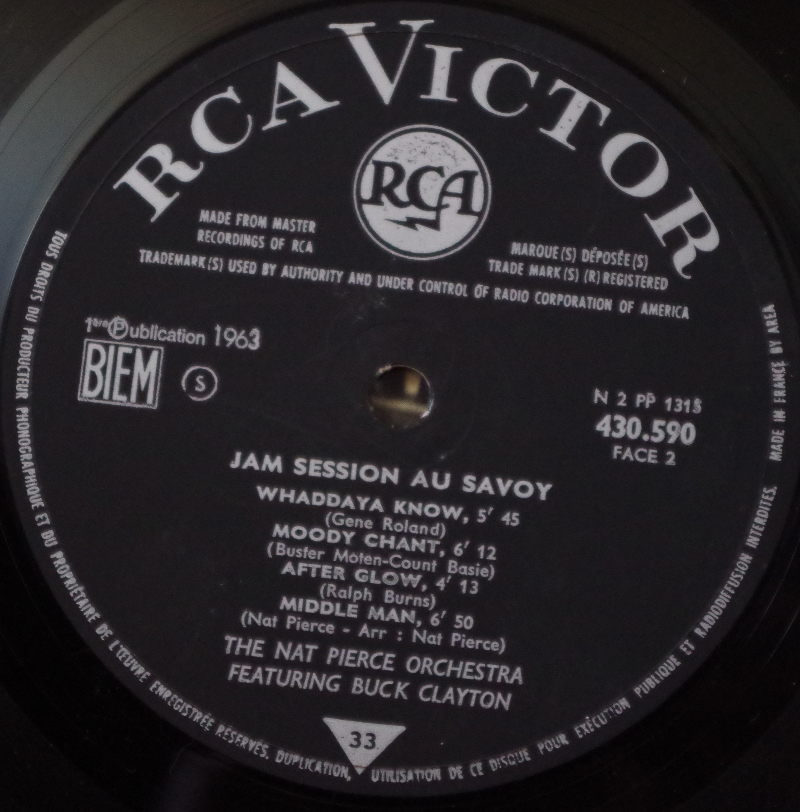 RCA VICTOR
RCA
MADE FROM MASTER
RECORDINGS OF RCA
MARQUE(S) DÉPOSÉE(S)
TRADE MARK(S) (R) REGISTERED
TRADEMARK(S) USED BY AUTHORITY AND UNDER CONTROL OF RADIO CORPORATION OF AMERICA
1ère Publication 1963
BIEM
S
N 2 PP 1315
430.590
FACE 2
JAM SESSION AU SAVOY
WHADDAYA KNOW, 5' 45
(Gene Roland)
MOODY CHANT, 6' 12
(Buster Moten-Count Basie)
AFTER GLOW, 4' 13
(Ralph Burns)
MIDDLE MAN, 6' 50
(Nat Pierce - Arr : Nat Pierce)
THE NAT PIERCE ORCHESTRA
FEATURING BUCK CLAYTON
33
TOUS DROITS DU PRODUCTEUR PHONOGRAPHIQUE ET DU PROPRIÉTAIRE DE L'ŒUVRE ENREGISTRÉE RÉSERVÉS. DUPLICATION, UTILISATION DE CE DISQUE POUR EXÉCUTION PUBLIQUE ET RADIODIFFUSION INTERDITES. MADE IN FRANCE BY AREA